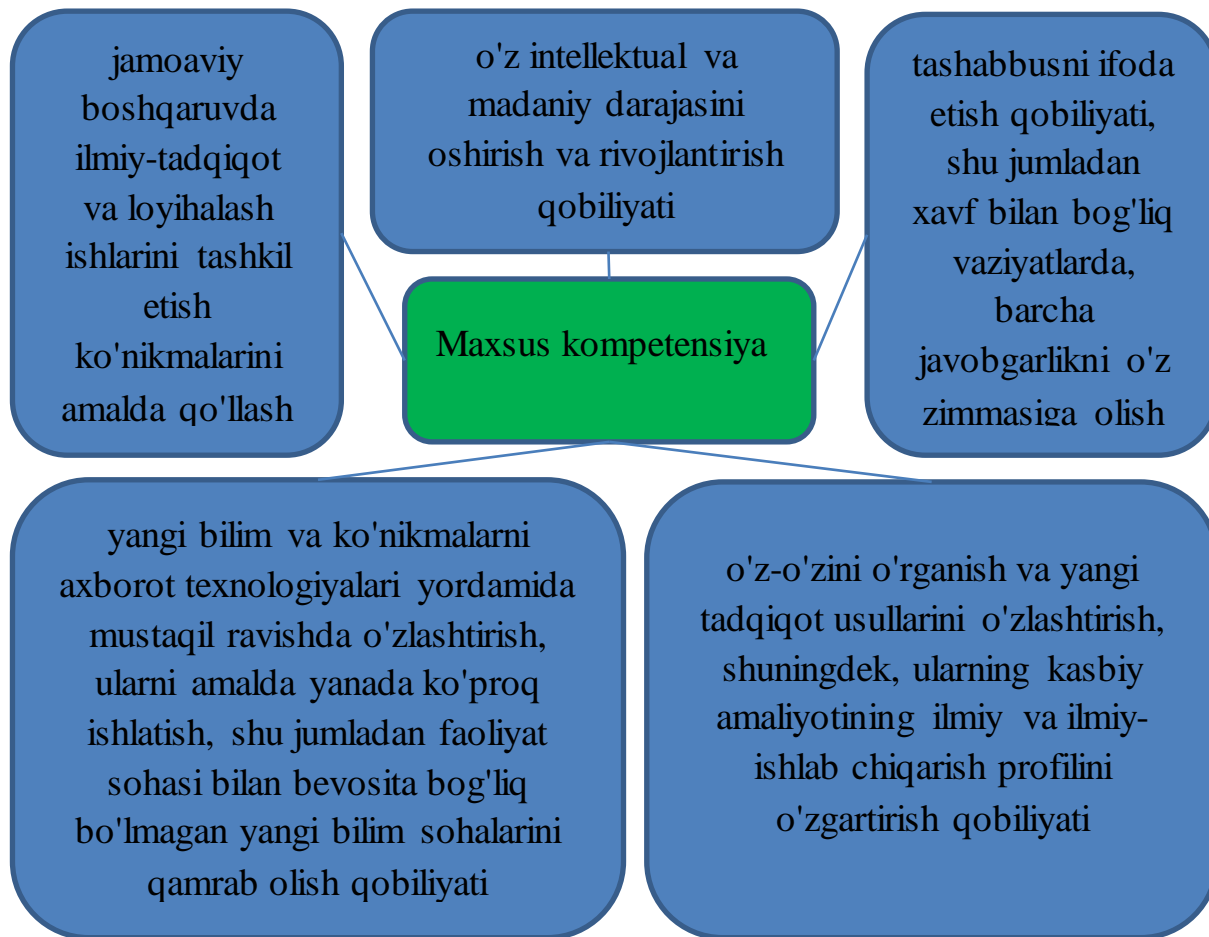 jamoaviy
boshqaruvda
ilmiy-tadqiqot
va loyihalash
ishlarini tashkil
etish
ko'nikmalarini
amalda qo'llash
o'z intellektual va
madaniy darajasini
oshirish va rivojlantirish
qobiliyati
tashabbusni ifoda
etish qobiliyati,
shu jumladan
xavf bilan bog'liq
vaziyatlarda,
barcha
javobgarlikni o'z
zimmasiga olish
Maxsus kompetensiya
yangi bilim va ko'nikmalarni
axborot texnologiyalari yordamida
mustaqil ravishda o'zlashtirish,
ularni amalda yanada ko'proq
ishlatish, shu jumladan faoliyat
sohasi bilan bevosita bog'liq
bo'lmagan yangi bilim sohalarini
qamrab olish qobiliyati
o'z-o'zini o'rganish va yangi
tadqiqot usullarini o'zlashtirish,
shuningdek, ularning kasbiy
amaliyotining ilmiy va ilmiy-
ishlab chiqarish profilini
o'zgartirish qobiliyati